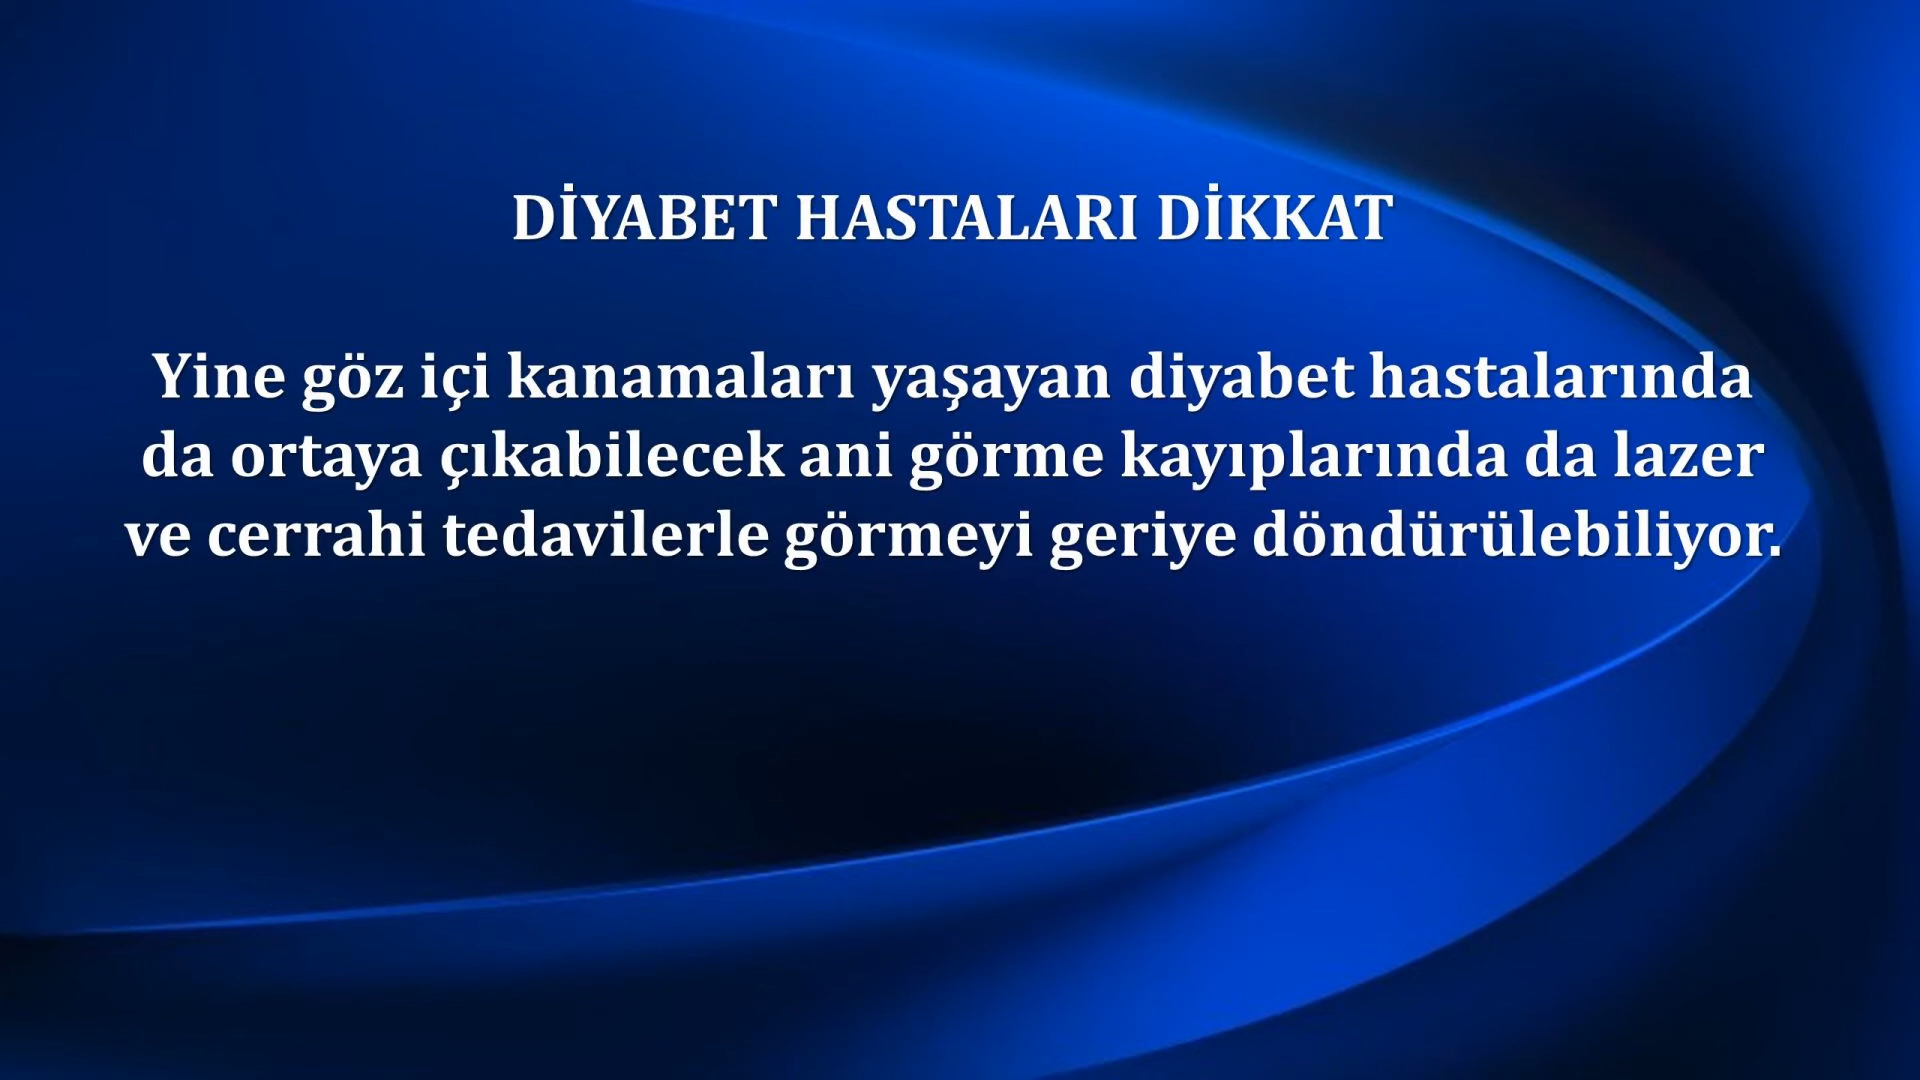 DİYABET HASTALARI DİKKAT
Yine göz içi kanamaları yaşayan diyabet hastalarında
da ortaya çıkabilecek ani görme kayıplarında da lazer
ve cerrahi tedavilerle görmeyi geriye döndürülebiliyor.